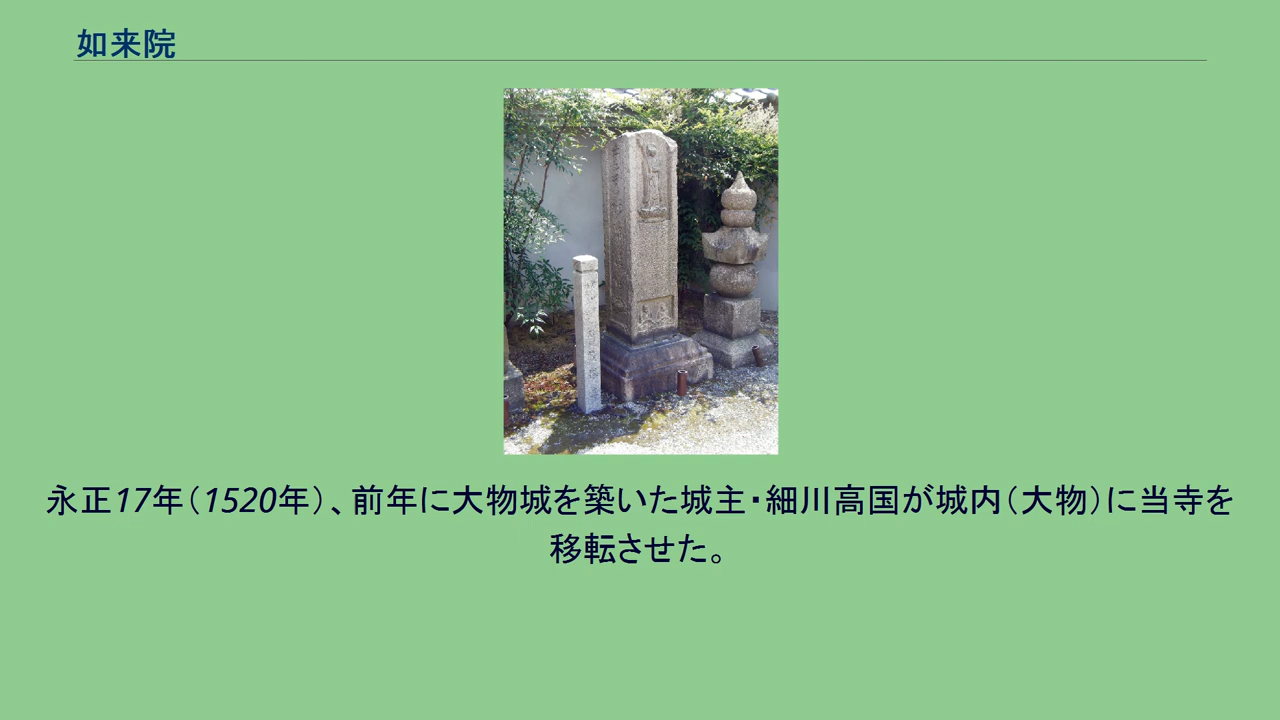 如来院
永正17年（1520年）、前年に大物城を築いた城主・細川高国が城内（大物）に当寺を
移転させた。